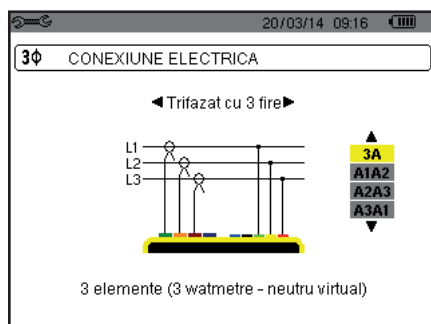 20/03/14 09:16
3Φ CONEXIUNE ELECTRICA
◄Trifazat cu 3 fire►
L1
L2
L3
3A
A1A2
A2A3
A3A1
3 elemente (3 watmetre - neutru virtual)